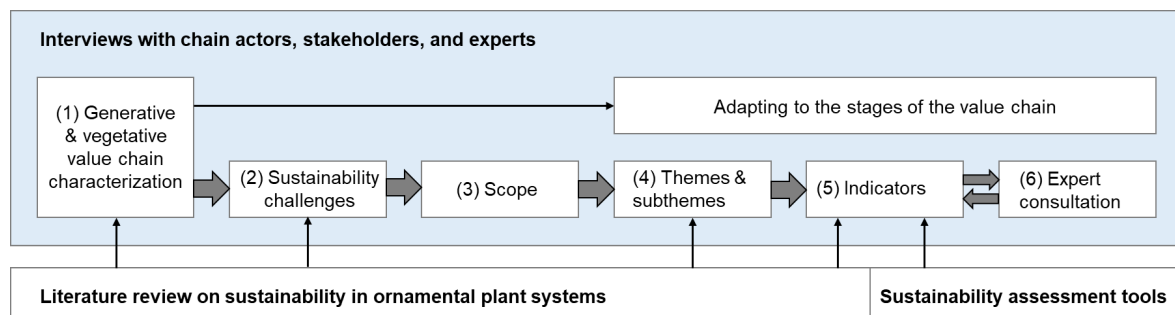 Interviews with chain actors, stakeholders, and experts
(1) Generative
& vegetative
value chain
characterization
Adapting to the stages of the value chain
(2) Sustainability
challenges
(3) Scope
(4) Themes &
subthemes
(5) Indicators
(6) Expert
consultation
Literature review on sustainability in ornamental plant systems
Sustainability assessment tools